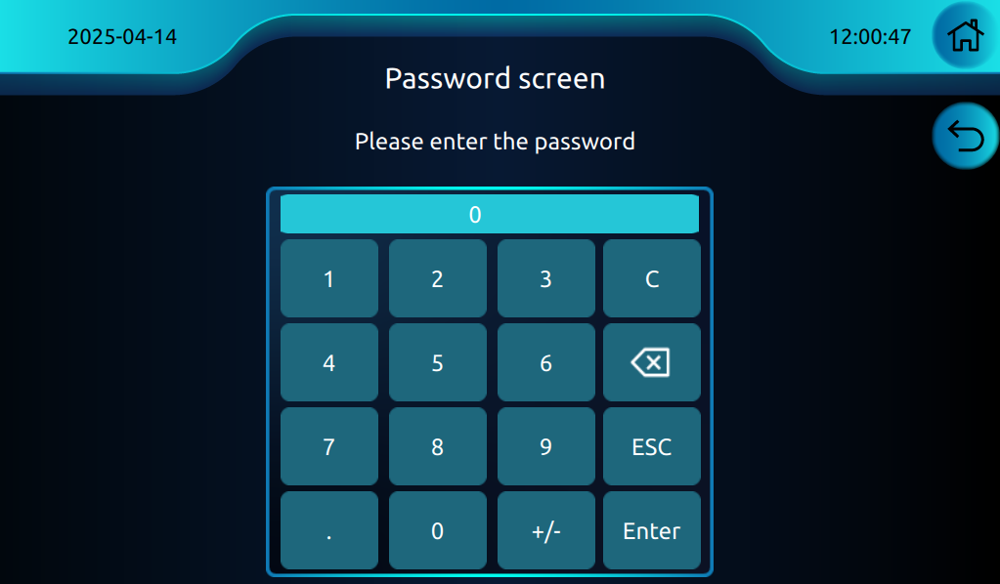 2025-04-14 12:00:47
Password screen
Please enter the password
0
1 2 3 C
4 5 6
7 8 9 ESC
. 0 +/- Enter